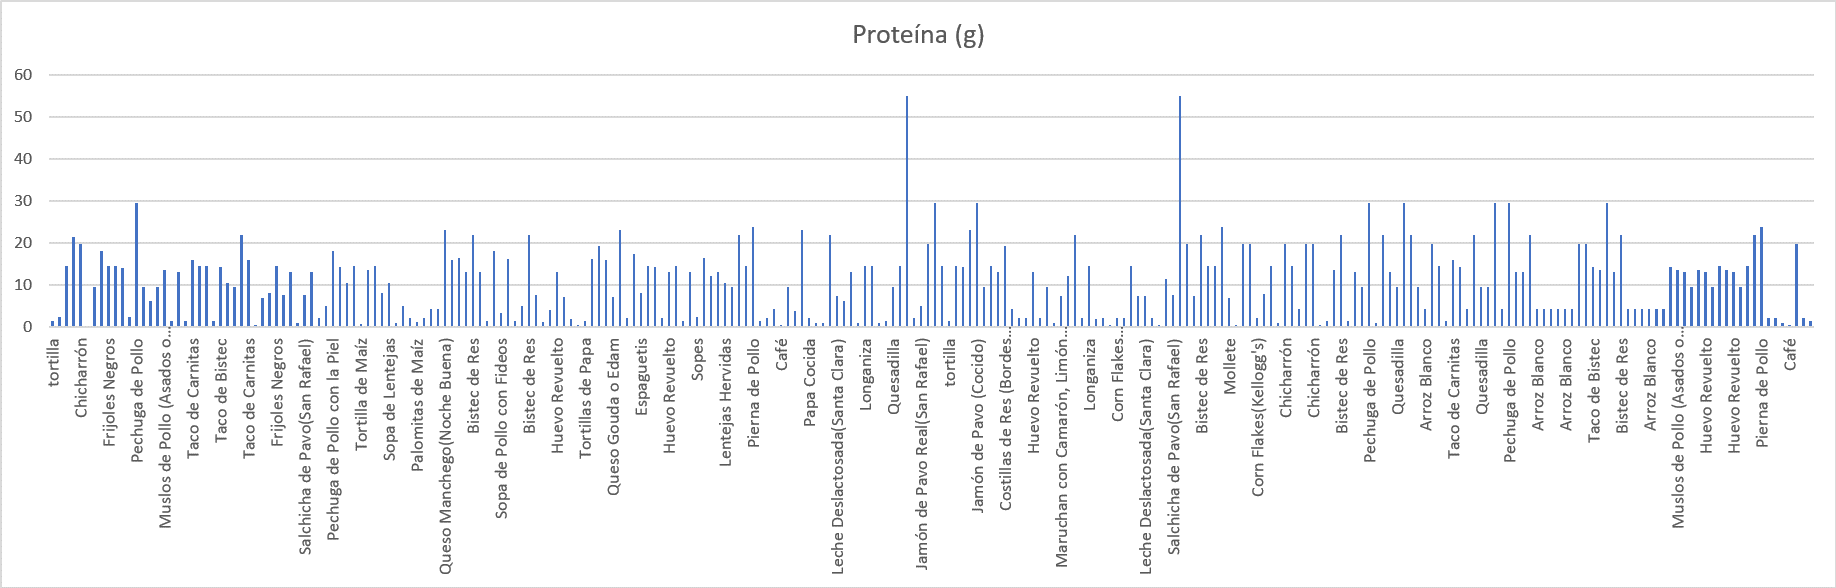 Proteína (g)
60
50
40
30
20
10
0
tortilla
Chicharrón
Frijoles Negros
Pechuga de Pollo
Muslos de Pollo (Asados o…
Taco de Carnitas
Taco de Bistec
Taco de Carnitas
Frijoles Negros
Salchicha de Pavo(San Rafael)
Pechuga de Pollo con la Piel
Tortilla de Maíz
Sopa de Lentejas
Palomitas de Maíz
Queso Manchego(Noche Buena)
Bistec de Res
Sopa de Pollo con Fideos
Bistec de Res
Huevo Revuelto
Tortillas de Papa
Queso Gouda o Edam
Espaguetis
Huevo Revuelto
Sopes
Lentejas Hervidas
Pierna de Pollo
Café
Papa Cocida
Leche Deslactosada(Santa Clara)
Longaniza
Quesadilla
Jamón de Pavo Real(San Rafael)
tortilla
Jamón de Pavo (Cocido)
Costillas de Res (Bordes…
Huevo Revuelto
Maruchan con Camarón, Limón…
Longaniza
Corn Flakes…
Leche Deslactosada(Santa Clara)
Salchicha de Pavo(San Rafael)
Bistec de Res
Mollete
Corn Flakes(Kellogg's)
Chicharrón
Chicharrón
Bistec de Res
Pechuga de Pollo
Quesadilla
Arroz Blanco
Taco de Carnitas
Quesadilla
Pechuga de Pollo
Arroz Blanco
Arroz Blanco
Taco de Bistec
Bistec de Res
Arroz Blanco
Muslos de Pollo (Asados o…
Huevo Revuelto
Huevo Revuelto
Pierna de Pollo
Café